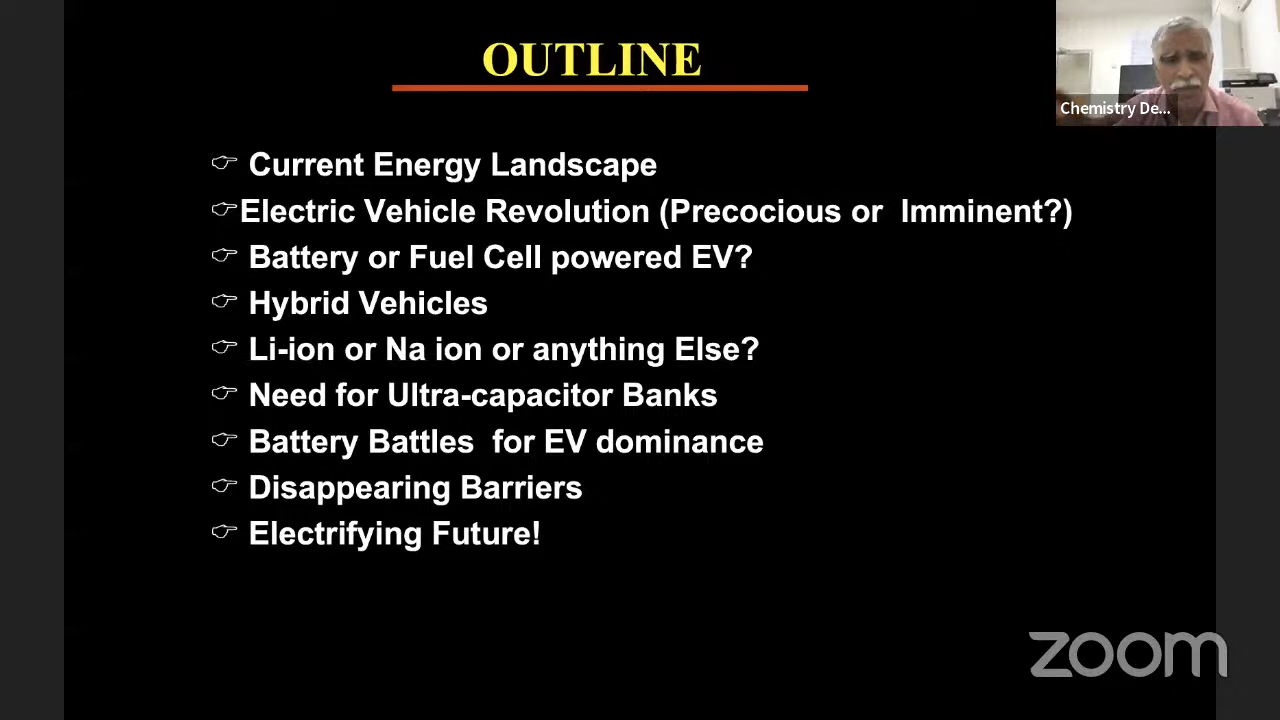 OUTLINE
Chemistry De...
☞ Current Energy Landscape
☞Electric Vehicle Revolution (Precocious or  Imminent?)
☞ Battery or Fuel Cell powered EV?
☞ Hybrid Vehicles
☞ Li-ion or Na ion or anything Else?
☞ Need for Ultra-capacitor Banks
☞ Battery Battles  for EV dominance
☞ Disappearing Barriers
☞ Electrifying Future!
zoom